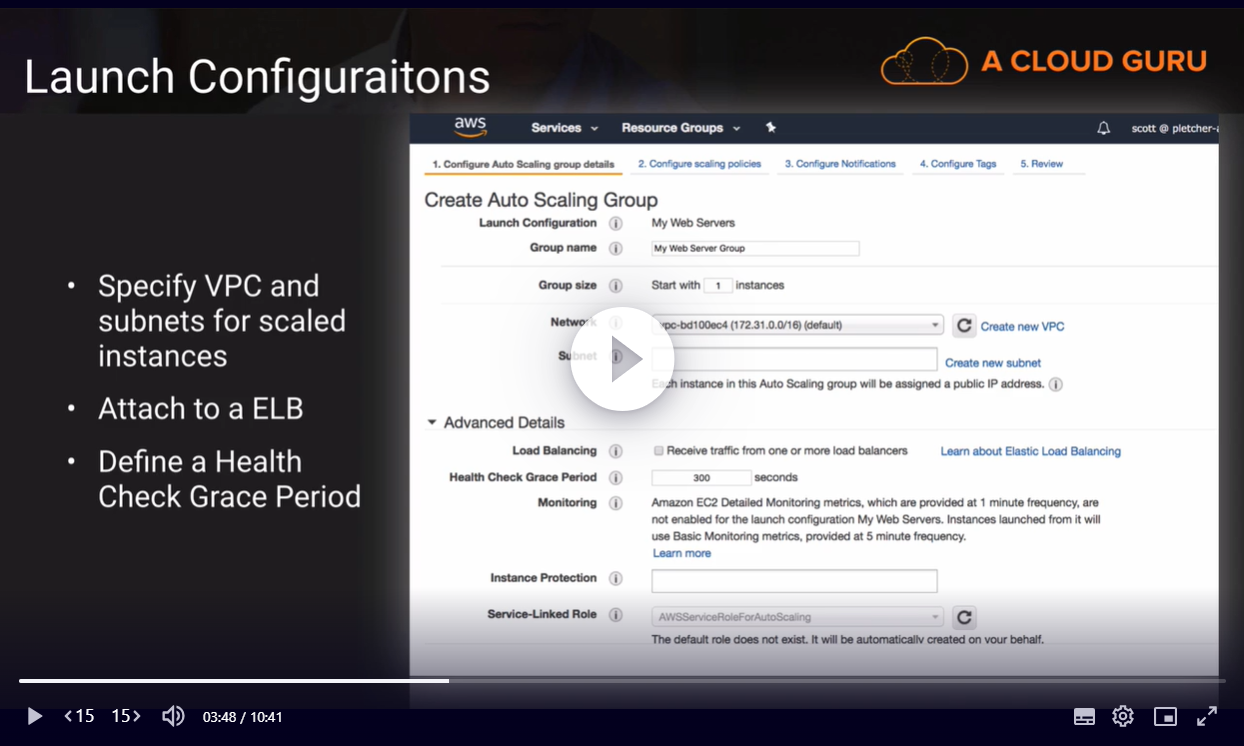 Launch Configuraitons
A CLOUD GURU
aws Services Resource Groups scott @ pletcher-a
1. Configure Auto Scaling group details 2. Configure scaling policies 3. Configure Notifications 4. Configure Tags 5. Review
Create Auto Scaling Group
Launch Configuration i My Web Servers
Group name i My Web Server Group
Group size i Start with 1 instances
Network i vpc-bd100ec4 (172.31.0.0/16) (default) Create new VPC
Subnet i Create new subnet
Each instance in this Auto Scaling group will be assigned a public IP address. i
Advanced Details
Load Balancing i Receive traffic from one or more load balancers Learn about Elastic Load Balancing
Health Check Grace Period i 300 seconds
Monitoring i Amazon EC2 Detailed Monitoring metrics, which are provided at 1 minute frequency, are
not enabled for the launch configuration My Web Servers. Instances launched from it will
use Basic Monitoring metrics, provided at 5 minute frequency.
Learn more
Instance Protection i
Service-Linked Role i AWSServiceRoleForAutoScaling
The default role does not exist. It will be automatically created on your behalf.
• Specify VPC and
subnets for scaled
instances
• Attach to a ELB
• Define a Health
Check Grace Period
<15 15> 03:48 / 10:41